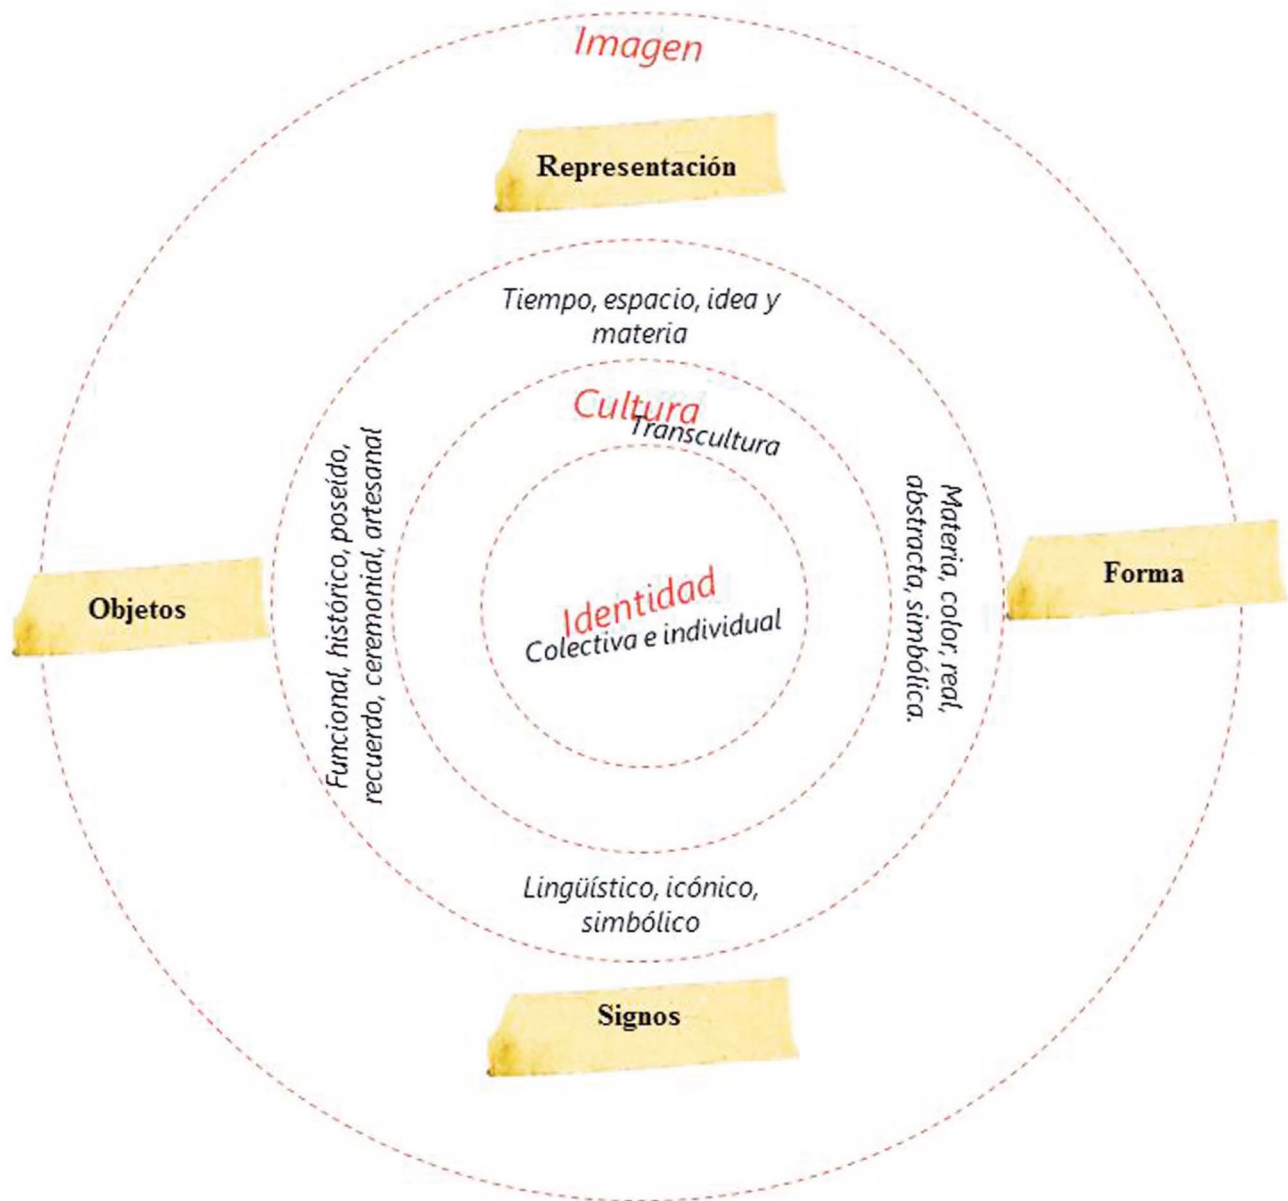 Imagen
Representación
Tiempo, espacio, idea y
materia
Cultura
Transcultura
Funcional, histórico, poseído,
recuerdo, ceremonial, artesanal
Materia, color, real,
abstracta, simbólica.
Objetos
Forma
Identidad
Colectiva e individual
Lingüístico, icónico,
simbólico
Signos